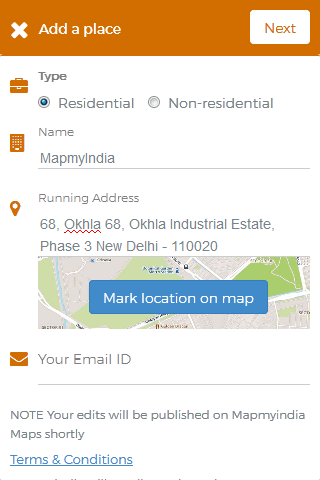 Add a place
Next
Type
Residential
Non-residential
Name
MapmyIndia
Running Address
68, Okhla 68, Okhla Industrial Estate,
Phase 3 New Delhi - 110020
Mark location on map
Your Email ID
NOTE Your edits will be published on Mapmyindia
Maps shortly
Terms & Conditions